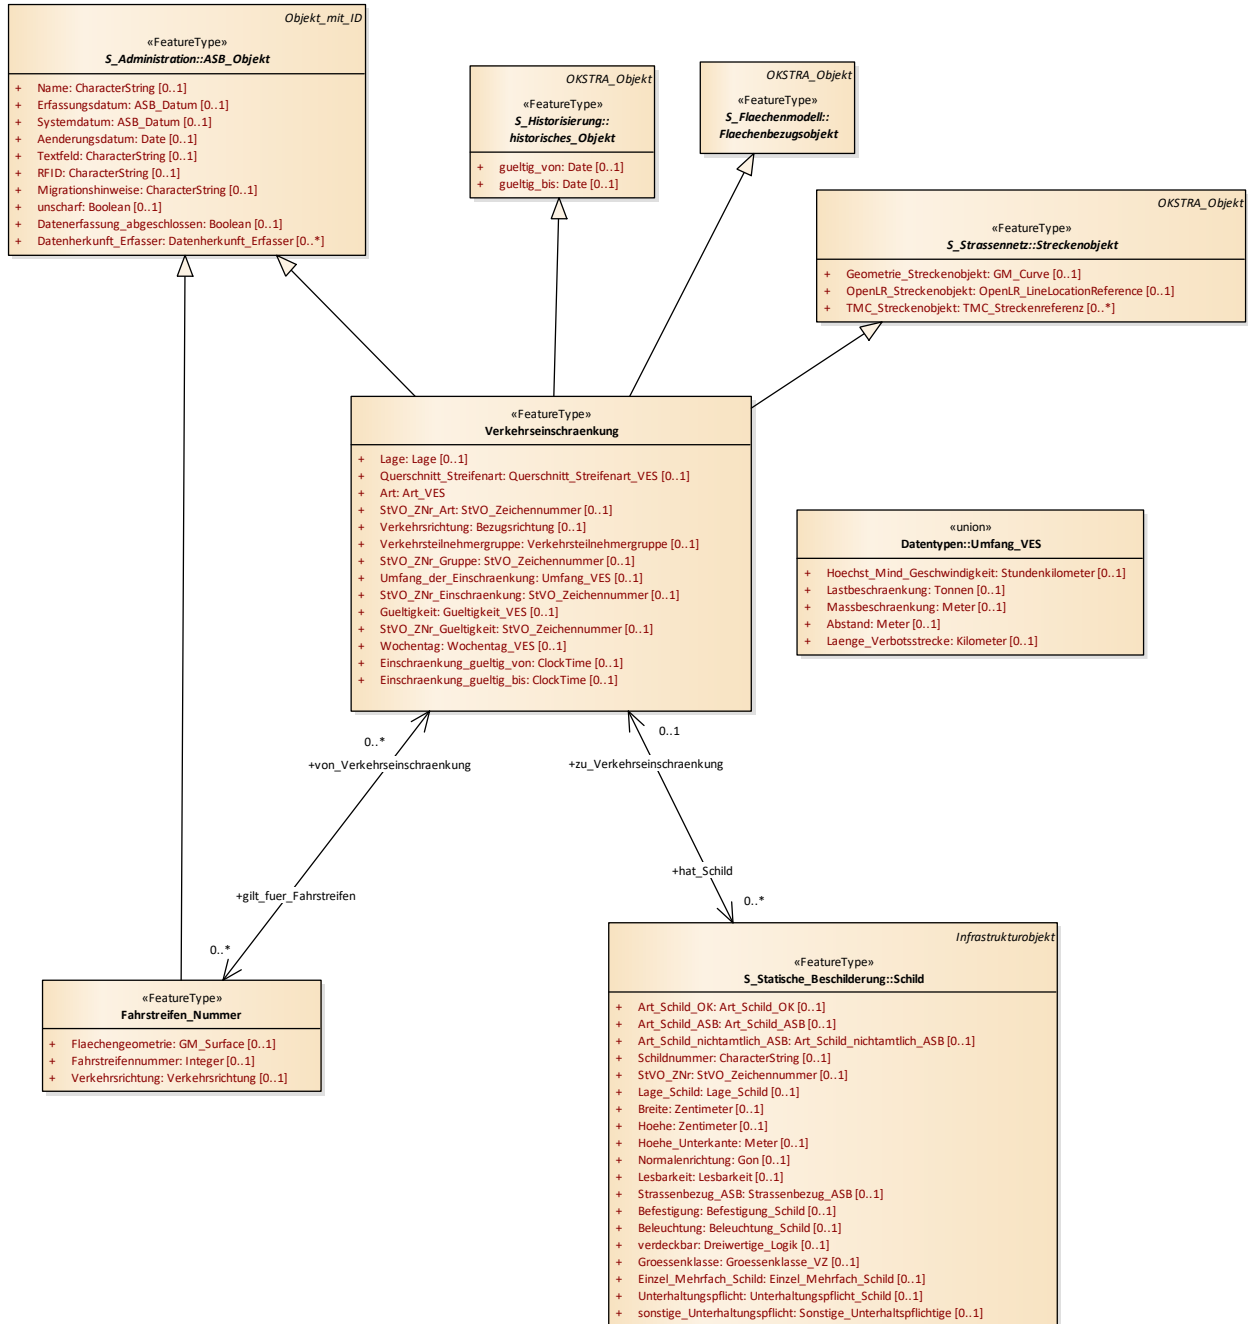 Objekt_mit_ID
«FeatureType»
S_Administration::ASB_Objekt
+ Name: CharacterString [0..1]
+ Erfassungsdatum: ASB_Datum [0..1]
+ Systemdatum: ASB_Datum [0..1]
+ Aenderungsdatum: Date [0..1]
+ Textfeld: CharacterString [0..1]
+ RFID: CharacterString [0..1]
+ Migrationshinweise: CharacterString [0..1]
+ unscharf: Boolean [0..1]
+ Datenerfassung_abgeschlossen: Boolean [0..1]
+ Datenherkunft_Erfasser: Datenherkunft_Erfasser [0..*]
OKSTRA_Objekt
«FeatureType»
S_Historisierung::
historisches_Objekt
+ gueltig_von: Date [0..1]
+ gueltig_bis: Date [0..1]
OKSTRA_Objekt
«FeatureType»
S_Flaechenmodell::
Flaechenbezugsobjekt
OKSTRA_Objekt
«FeatureType»
S_Strassennetz::Streckenobjekt
+ Geometrie_Streckenobjekt: GM_Curve [0..1]
+ OpenLR_Streckenobjekt: OpenLR_LineLocationReference [0..1]
+ TMC_Streckenobjekt: TMC_Streckenreferenz [0..*]
«FeatureType»
Verkehrseinschraenkung
+ Lage: Lage [0..1]
+ Querschnitt_Streifenart: Querschnitt_Streifenart_VES [0..1]
+ Art: Art_VES
+ StVO_ZNr_Art: StVO_Zeichennummer [0..1]
+ Verkehrsrichtung: Bezugsrichtung [0..1]
+ Verkehrsteilnehmergruppe: Verkehrsteilnehmergruppe [0..1]
+ StVO_ZNr_Gruppe: StVO_Zeichennummer [0..1]
+ Umfang_der_Einschraenkung: Umfang_VES [0..1]
+ StVO_ZNr_Einschraenkung: StVO_Zeichennummer [0..1]
+ Gueltigkeit: Gueltigkeit_VES [0..1]
+ StVO_ZNr_Gueltigkeit: StVO_Zeichennummer [0..1]
+ Wochentag: Wochentag_VES [0..1]
+ Einschraenkung_gueltig_von: ClockTime [0..1]
+ Einschraenkung_gueltig_bis: ClockTime [0..1]
«union»
Datentypen::Umfang_VES
+ Hoechst_Mind_Geschwindigkeit: Stundenkilometer [0..1]
+ Lastbeschraenkung: Tonnen [0..1]
+ Massbeschraenkung: Meter [0..1]
+ Abstand: Meter [0..1]
+ Laenge_Verbotsstrecke: Kilometer [0..1]
0..*
+von_Verkehrseinschraenkung
0..1
+zu_Verkehrseinschraenkung
+gilt_fuer_Fahrstreifen
0..*
+hat_Schild
0..*
«FeatureType»
Fahrstreifen_Nummer
+ Flaechengeometrie: GM_Surface [0..1]
+ Fahrstreifennummer: Integer [0..1]
+ Verkehrsrichtung: Verkehrsrichtung [0..1]
Infrastrukturobjekt
«FeatureType»
S_Statische_Beschilderung::Schild
+ Art_Schild_OK: Art_Schild_OK [0..1]
+ Art_Schild_ASB: Art_Schild_ASB [0..1]
+ Art_Schild_nichtamtlich_ASB: Art_Schild_nichtamtlich_ASB [0..1]
+ Schildnummer: CharacterString [0..1]
+ StVO_ZNr: StVO_Zeichennummer [0..1]
+ Lage_Schild: Lage_Schild [0..1]
+ Breite: Zentimeter [0..1]
+ Hoehe: Zentimeter [0..1]
+ Hoehe_Unterkante: Meter [0..1]
+ Normalenrichtung: Gon [0..1]
+ Lesbarkeit: Lesbarkeit [0..1]
+ Strassenbezug_ASB: Strassenbezug_ASB [0..1]
+ Befestigung: Befestigung_Schild [0..1]
+ Beleuchtung: Beleuchtung_Schild [0..1]
+ verdeckbar: Dreiwertige_Logik [0..1]
+ Groessenklasse: Groessenklasse_VZ [0..1]
+ Einzel_Mehrfach_Schild: Einzel_Mehrfach_Schild [0..1]
+ Unterhaltungspflicht: Unterhaltungspflicht_Schild [0..1]
+ sonstige_Unterhaltungspflicht: Sonstige_Unterhaltspflichtige [0..1]